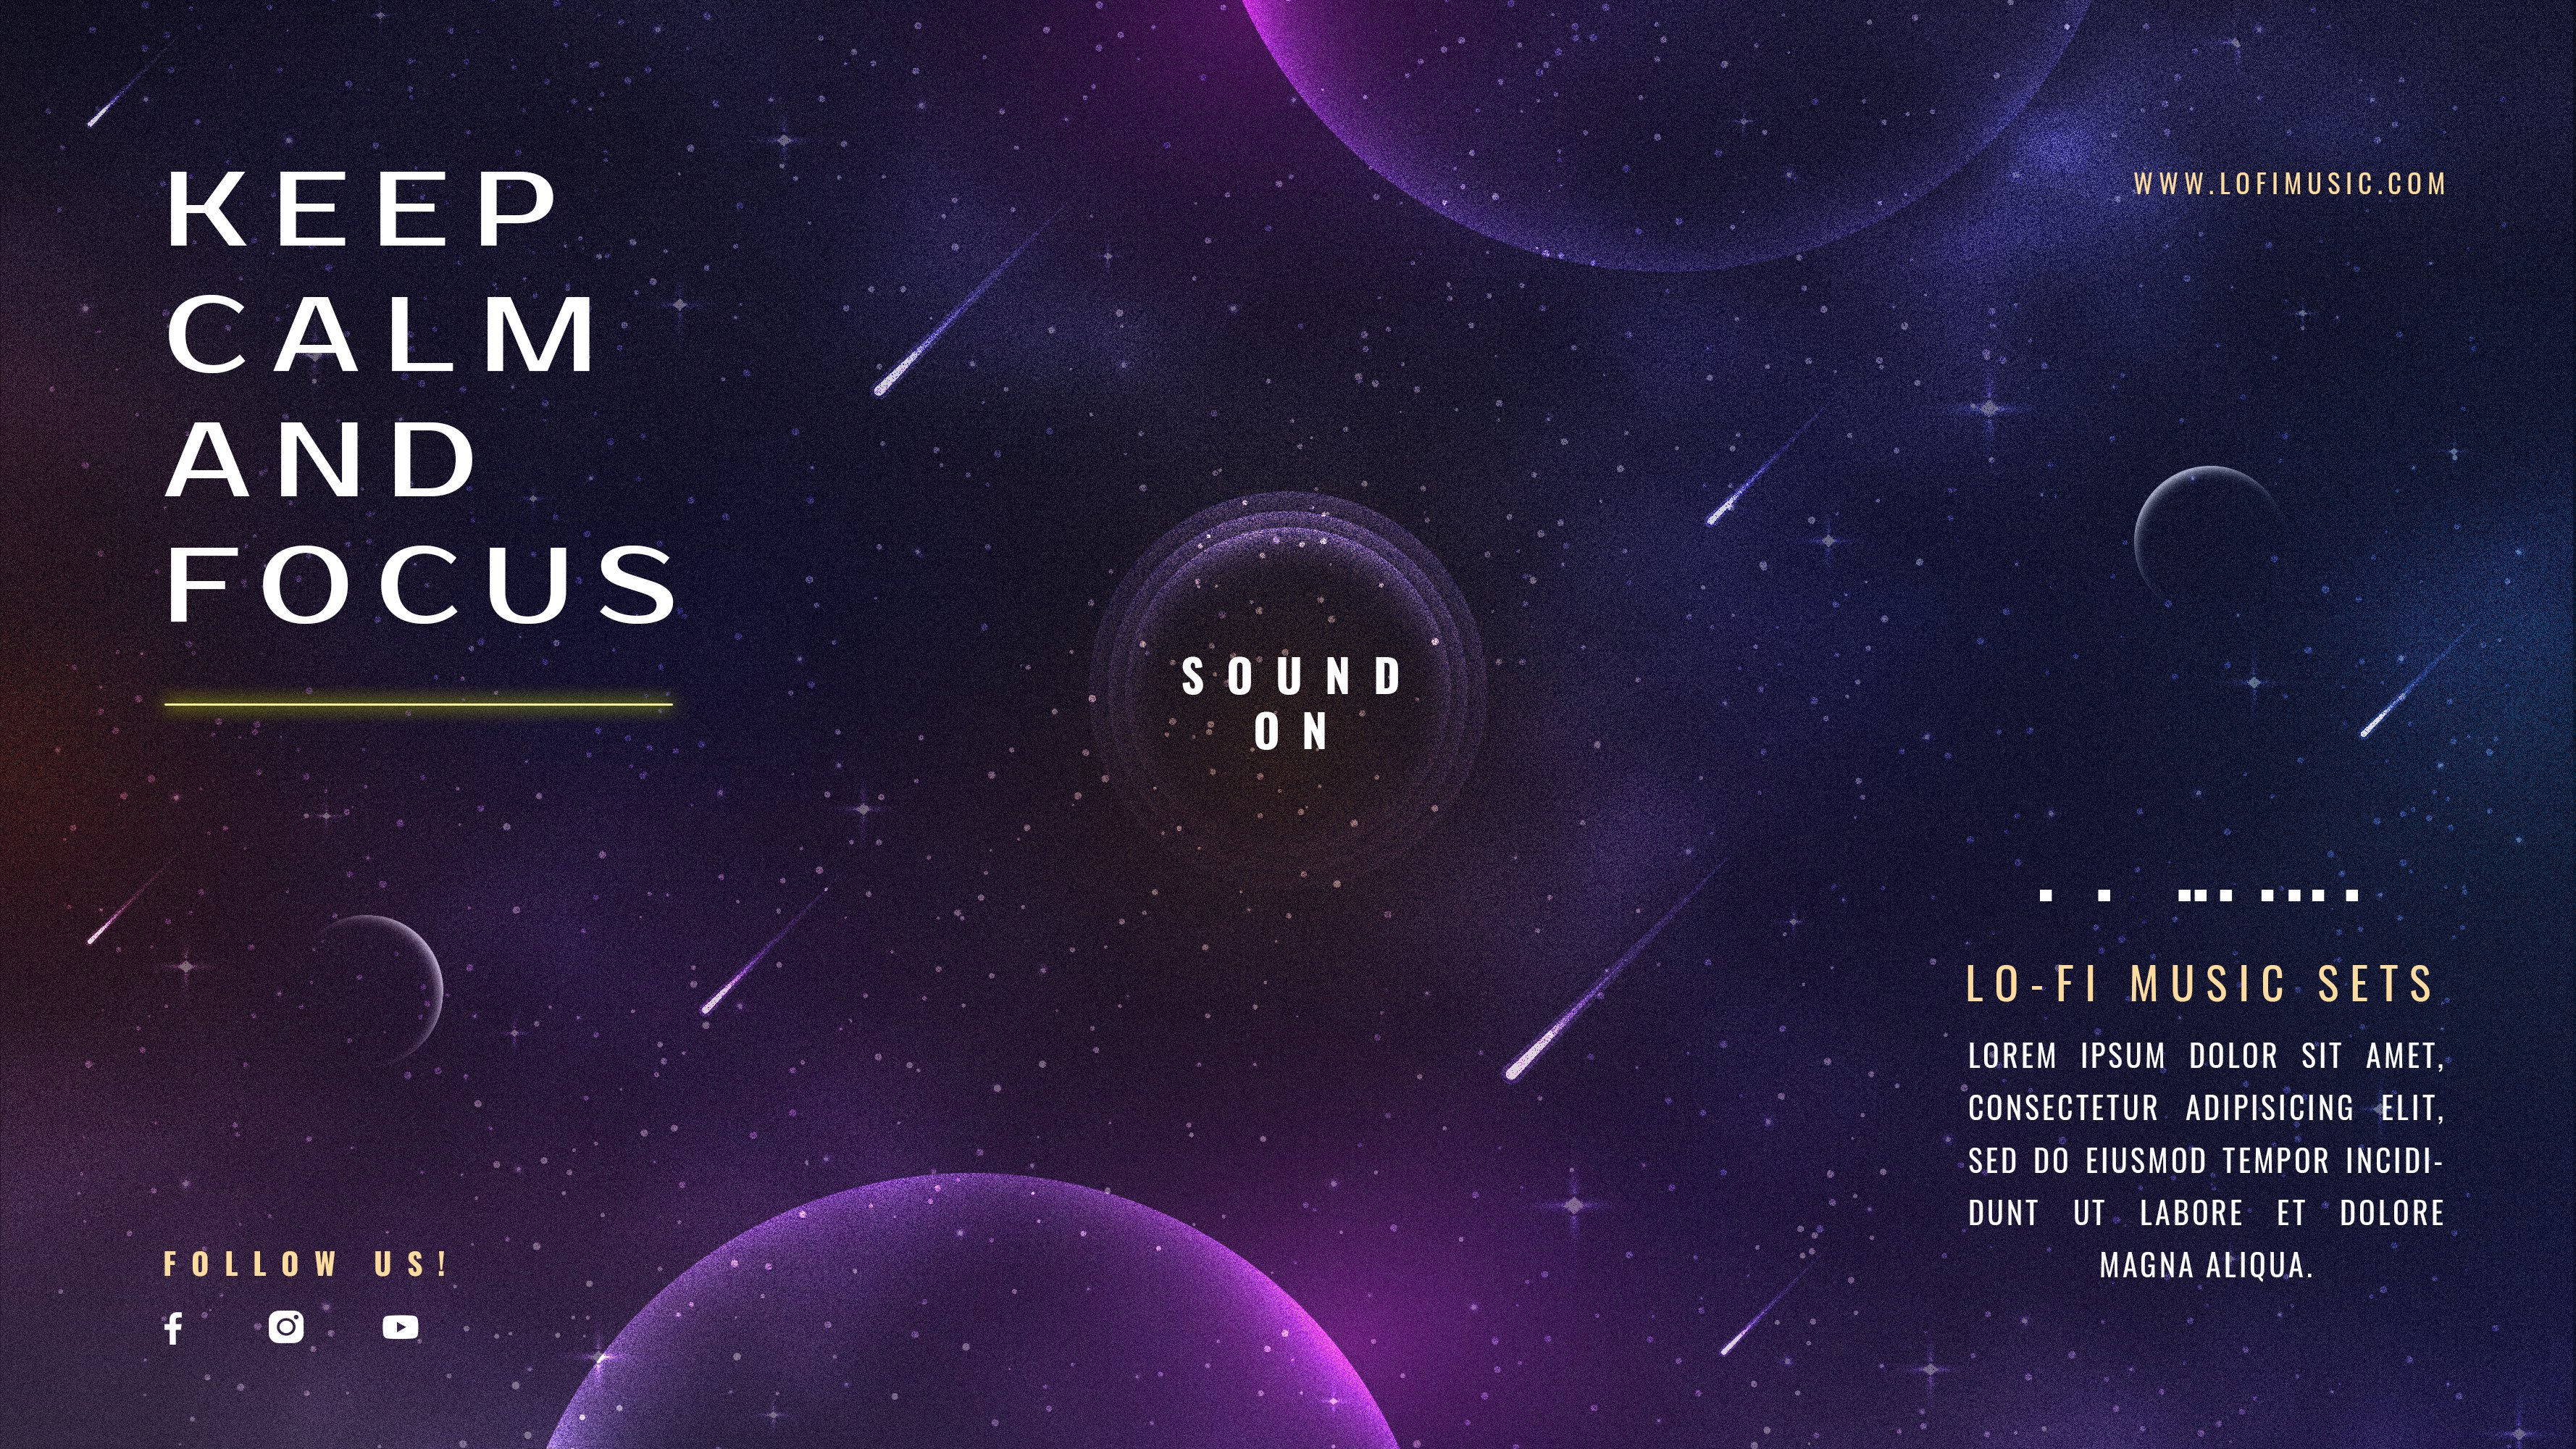 KEEP
CALM
AND
FOCUS
WWW.LOFIMUSIC.COM
SOUND
ON
LO-FI MUSIC SETS
LOREM IPSUM DOLOR SIT AMET,
CONSECTETUR ADIPISICING ELIT,
SED DO EIUSMOD TEMPOR INCIDI-
DUNT UT LABORE ET DOLORE
MAGNA ALIQUA.
FOLLOW US!